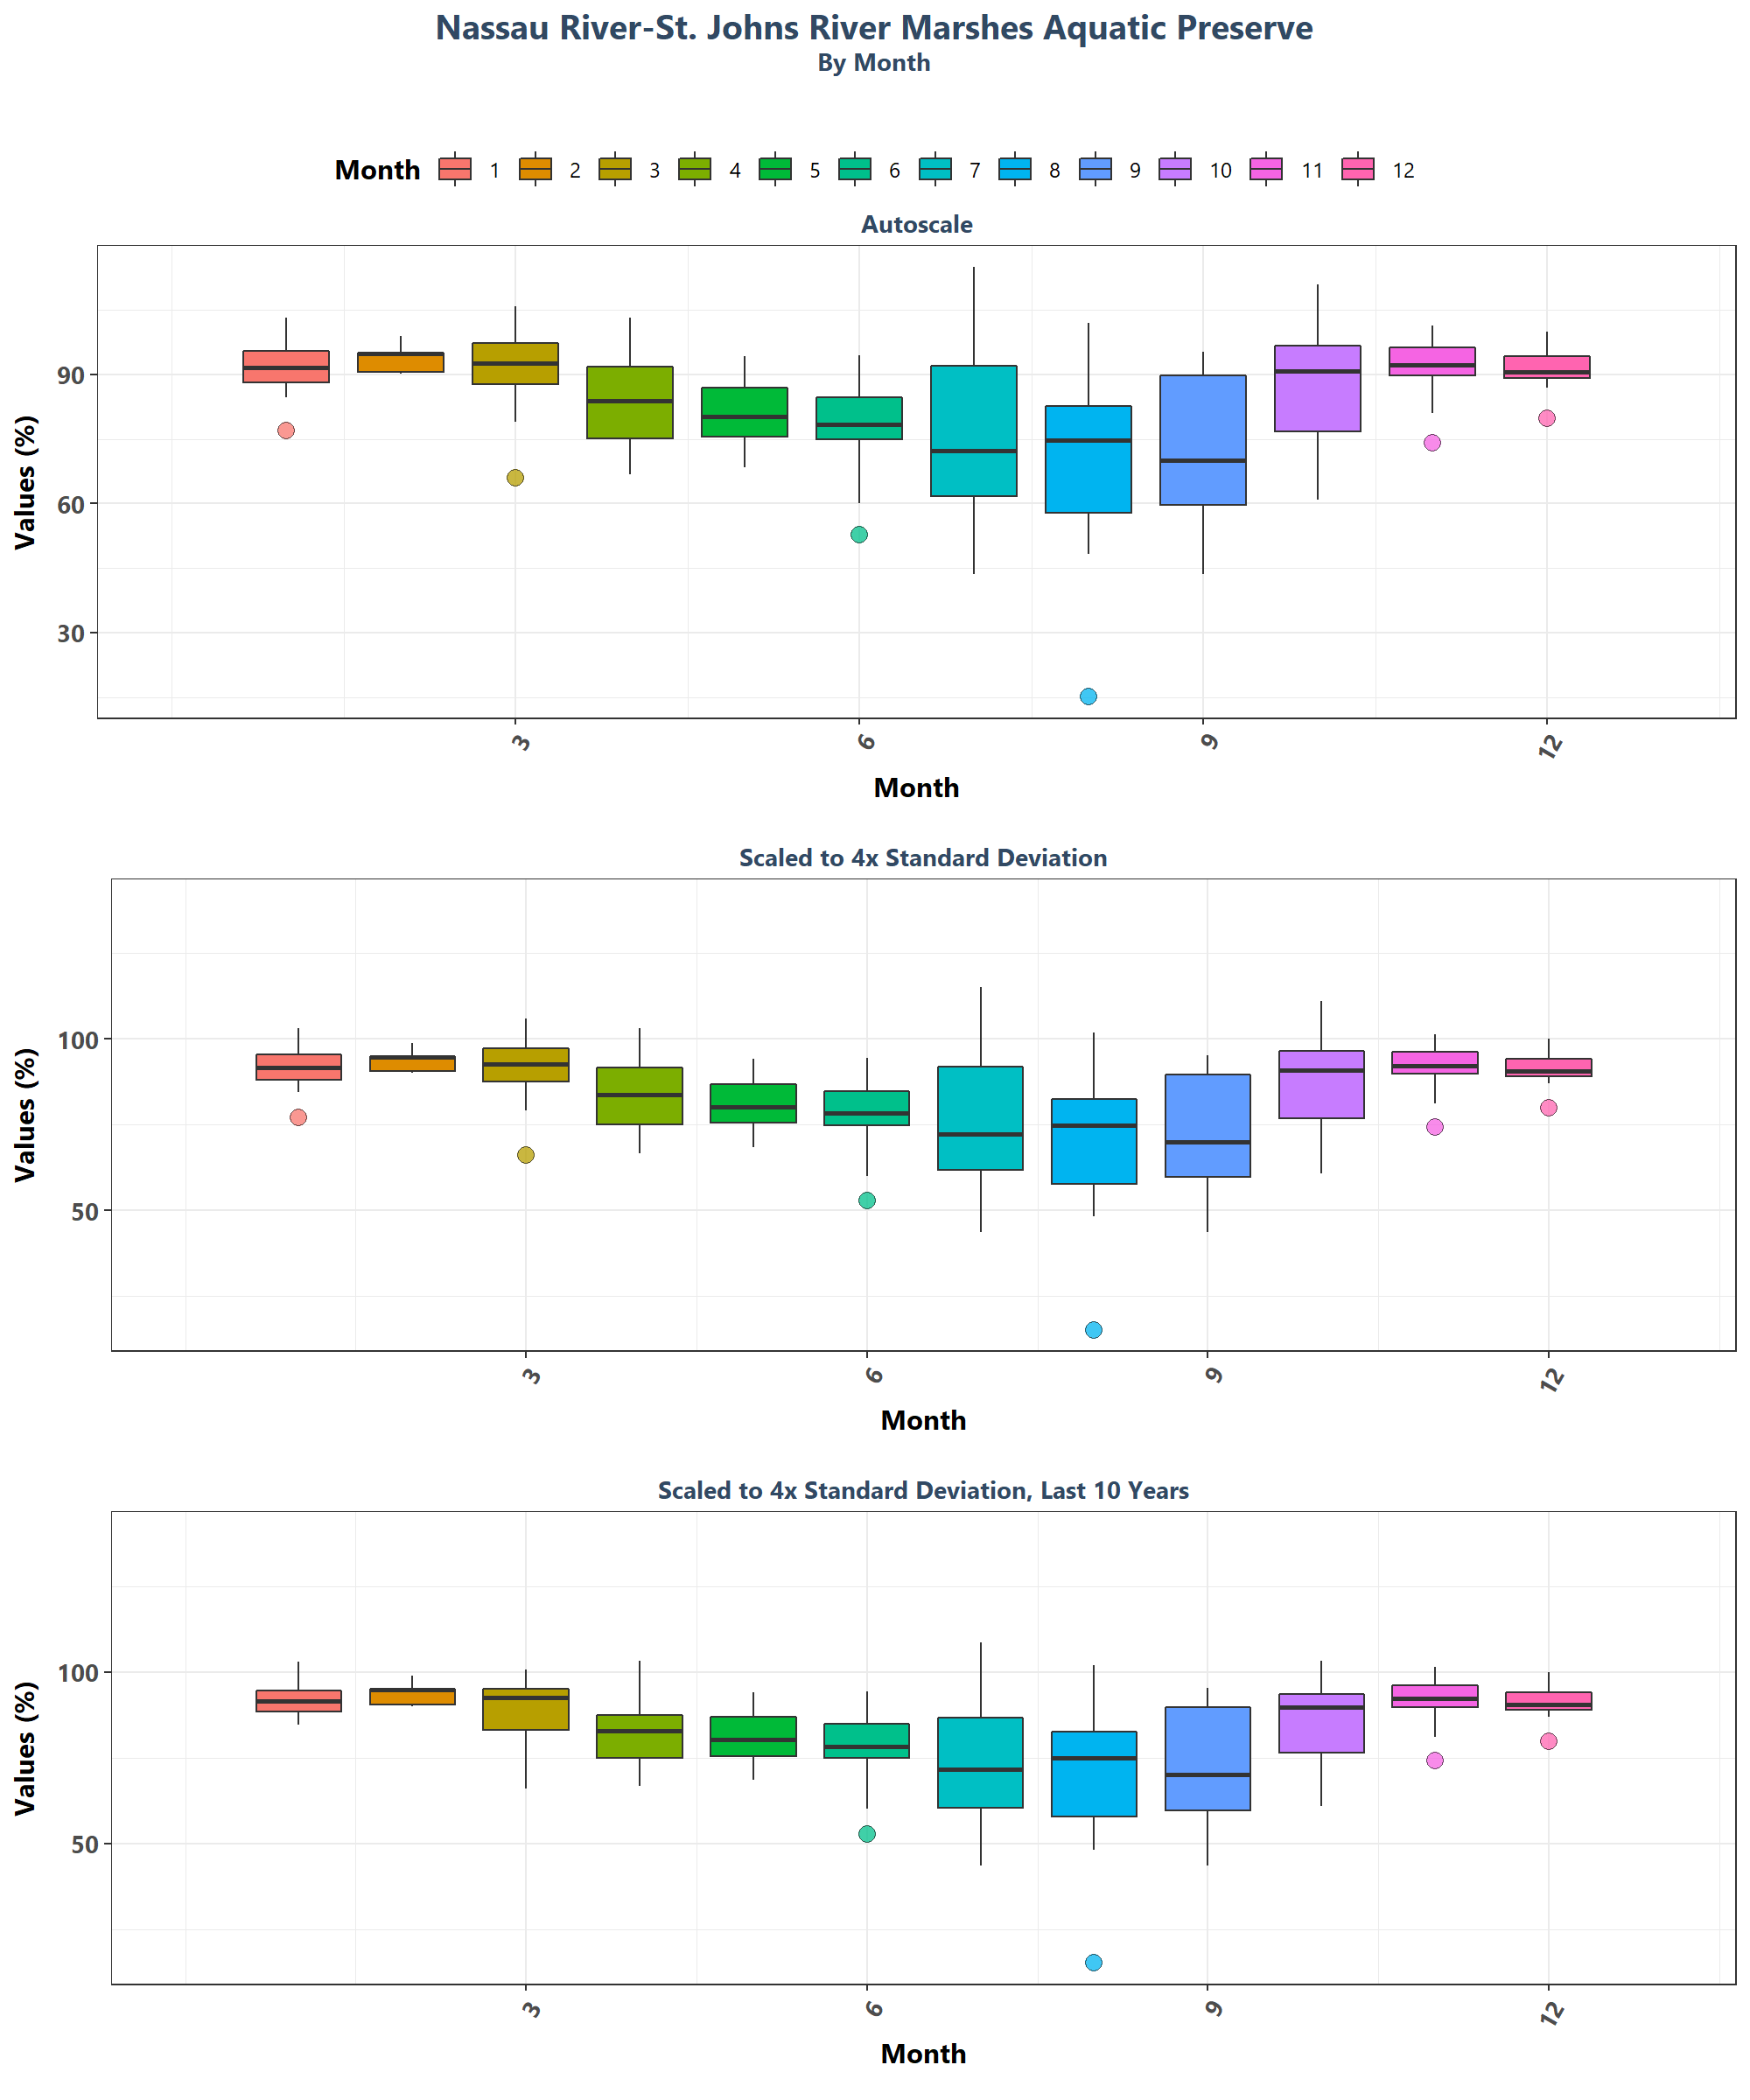 Nassau River-St. Johns River Marshes Aquatic Preserve
By Month
Month 1 2 3 4 5 6 7 8 9 10 11 12
Autoscale
Values (%)
90
60
30
3 6 9 12
Month
Scaled to 4x Standard Deviation
Values (%)
100
50
3 6 9 12
Month
Scaled to 4x Standard Deviation, Last 10 Years
Values (%)
100
50
3 6 9 12
Month